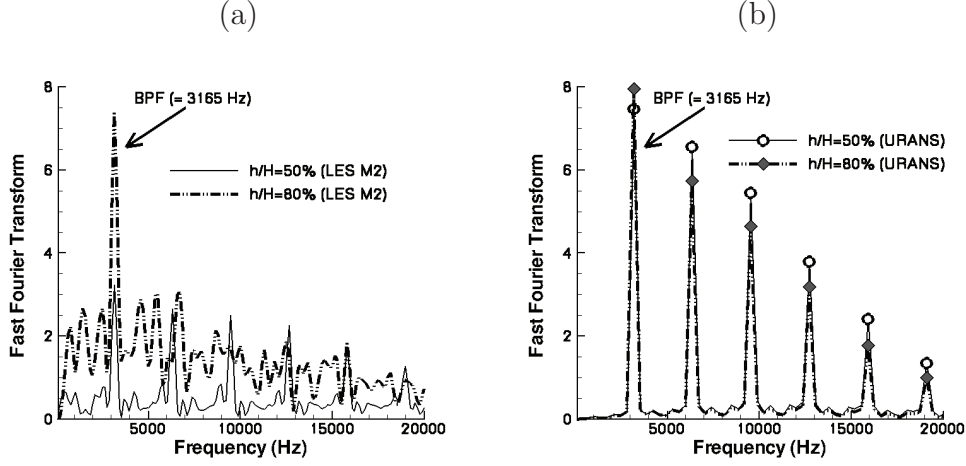 (a)
8
6
4
2
0
Fast Fourier Transform
BPF (= 3165 Hz)
h/H=50% (LES M2)
h/H=80% (LES M2)
5000
10000
15000
20000
Frequency (Hz)
(b)
8
6
4
2
0
Fast Fourier Transform
BPF (= 3165 Hz)
h/H=50% (URANS)
h/H=80% (URANS)
5000
10000
15000
20000
Frequency (Hz)